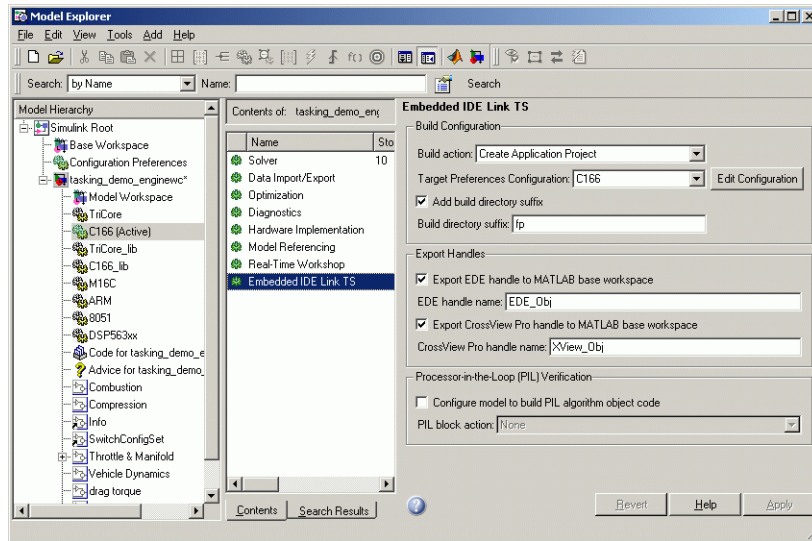 Model Explorer
File Edit View Tools Add Help
Search: by Name Name: Search
Model Hierarchy
Simulink Root
Base Workspace
Configuration Preferences
tasking_demo_enginewc*
Model Workspace
TriCore
C166 (Active)
TriCore_lib
C166_lib
M16C
ARM
8051
DSP563xx
Code for tasking_demo_e
Advice for tasking_demo_
Combustion
Compression
Info
SwitchConfigSet
Throttle & Manifold
Vehicle Dynamics
drag torque
Contents of: tasking_demo_eng
Name Sto
Solver 10
Data Import/Export
Optimization
Diagnostics
Hardware Implementation
Model Referencing
Real-Time Workshop
Embedded IDE Link TS
Contents Search Results
Embedded IDE Link TS
Build Configuration
Build action: Create Application Project
Target Preferences Configuration: C166 Edit Configuration
Add build directory suffix
Build directory suffix: fp
Export Handles
Export EDE handle to MATLAB base workspace
EDE handle name: EDE_Obj
Export CrossView Pro handle to MATLAB base workspace
CrossView Pro handle name: XView_Obj
Processor-in-the-Loop (PIL) Verification
Configure model to build PIL algorithm object code
PIL block action: None
Revert Help Apply